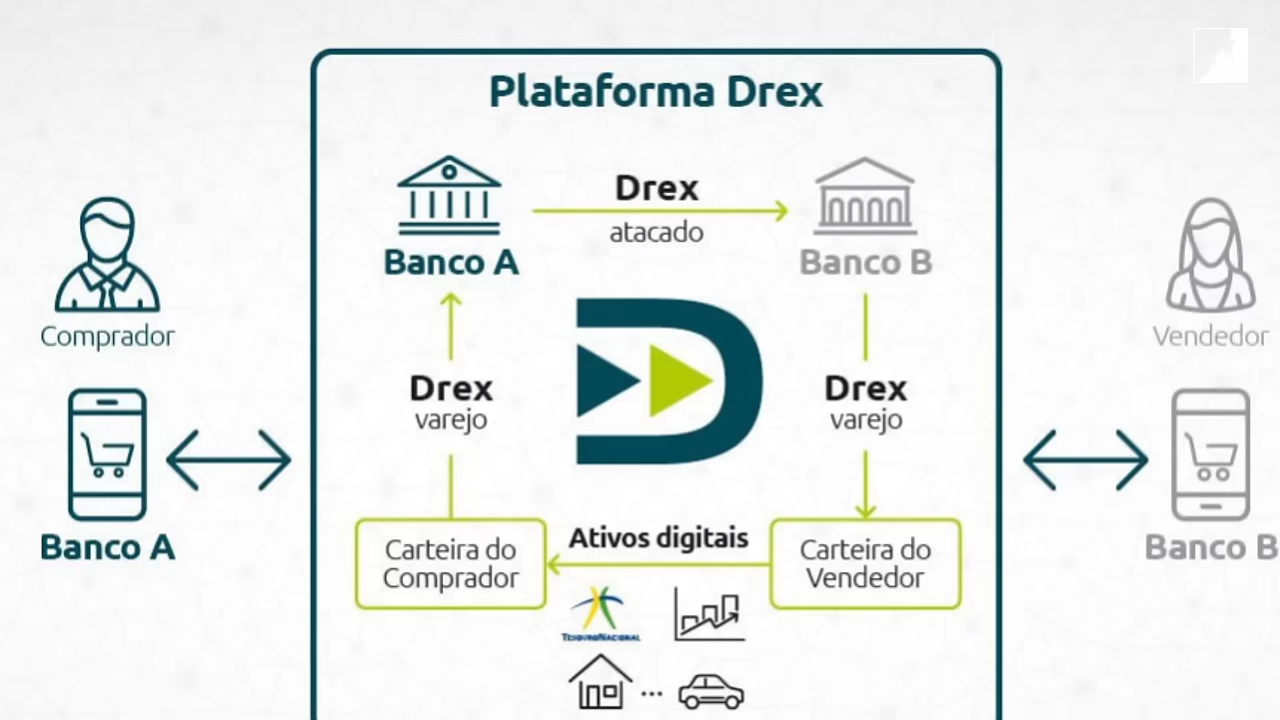 Plataforma Drex
Drex
atacado
Banco A
Banco B
Comprador
Vendedor
Drex
varejo
Drex
varejo
Banco A
Ativos digitais
Carteira do
Comprador
Carteira do
Vendedor
Banco B
TesouroNacional
...